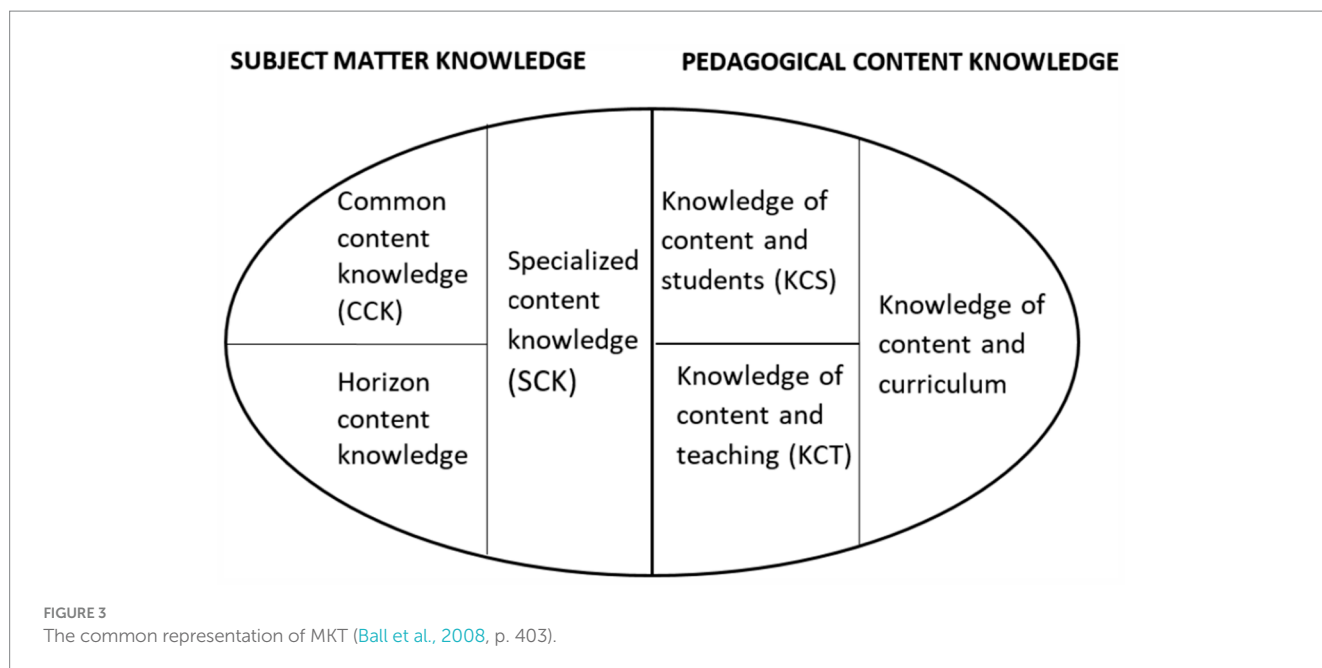 SUBJECT MATTER KNOWLEDGE
PEDAGOGICAL CONTENT KNOWLEDGE
Common
content
knowledge
(CCK)
Horizon
content
knowledge
Specialized
content
knowledge
(SCK)
Knowledge of
content and
students (KCS)
Knowledge of
content and
teaching (KCT)
Knowledge of
content and
curriculum
FIGURE 3
The common representation of MKT (Ball et al., 2008, p. 403).